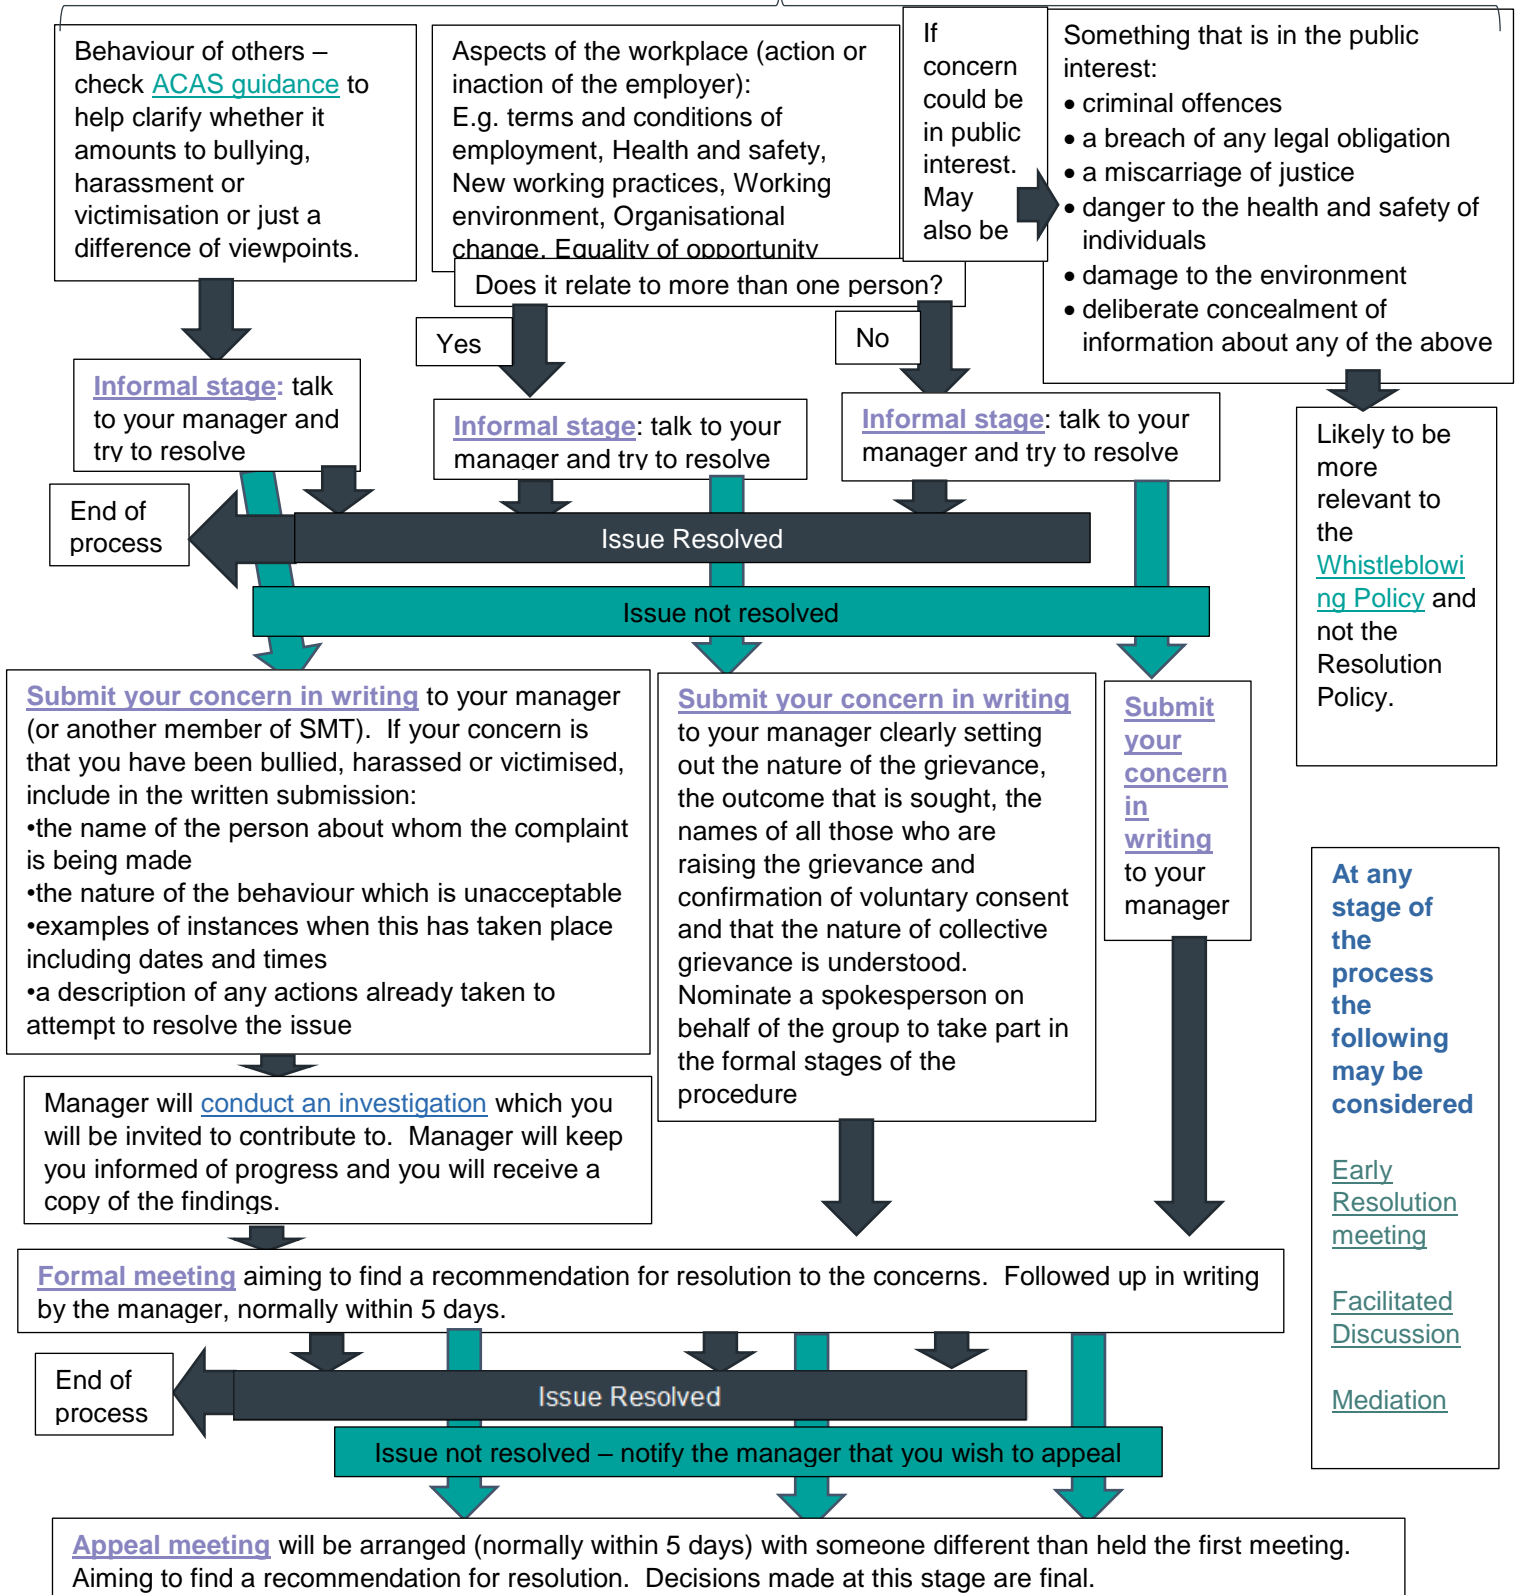 Behaviour of others –
check ACAS guidance to
help clarify whether it
amounts to bullying,
harassment or
victimisation or just a
difference of viewpoints.
Aspects of the workplace (action or
inaction of the employer):
E.g. terms and conditions of
employment, Health and safety,
New working practices, Working
environment, Organisational
change, Equality of opportunity
If
concern
could be
in public
interest.
May
also be
Something that is in the public
interest:
• criminal offences
• a breach of any legal obligation
• a miscarriage of justice
• danger to the health and safety of
individuals
• damage to the environment
• deliberate concealment of
information about any of the above
Does it relate to more than one person?
Yes
No
Informal stage: talk
to your manager and
try to resolve
Informal stage: talk to your
manager and try to resolve
Informal stage: talk to your
manager and try to resolve
Likely to be
more
relevant to
the
Whistleblowi
ng Policy and
not the
Resolution
Policy.
End of
process
Issue Resolved
Issue not resolved
Submit your concern in writing to your manager
(or another member of SMT). If your concern is
that you have been bullied, harassed or victimised,
include in the written submission:
•the name of the person about whom the complaint
is being made
•the nature of the behaviour which is unacceptable
•examples of instances when this has taken place
including dates and times
•a description of any actions already taken to
attempt to resolve the issue
Submit your concern in writing
to your manager clearly setting
out the nature of the grievance,
the outcome that is sought, the
names of all those who are
raising the grievance and
confirmation of voluntary consent
and that the nature of collective
grievance is understood.
Nominate a spokesperson on
behalf of the group to take part in
the formal stages of the
procedure
Submit
your
concern
in
writing
to your
manager
At any
stage of
the
process
the
following
may be
considered
Early
Resolution
meeting
Facilitated
Discussion
Mediation
Manager will conduct an investigation which you
will be invited to contribute to. Manager will keep
you informed of progress and you will receive a
copy of the findings.
Formal meeting aiming to find a recommendation for resolution to the concerns. Followed up in writing
by the manager, normally within 5 days.
End of
process
Issue Resolved
Issue not resolved – notify the manager that you wish to appeal
Appeal meeting will be arranged (normally within 5 days) with someone different than held the first meeting.
Aiming to find a recommendation for resolution. Decisions made at this stage are final.